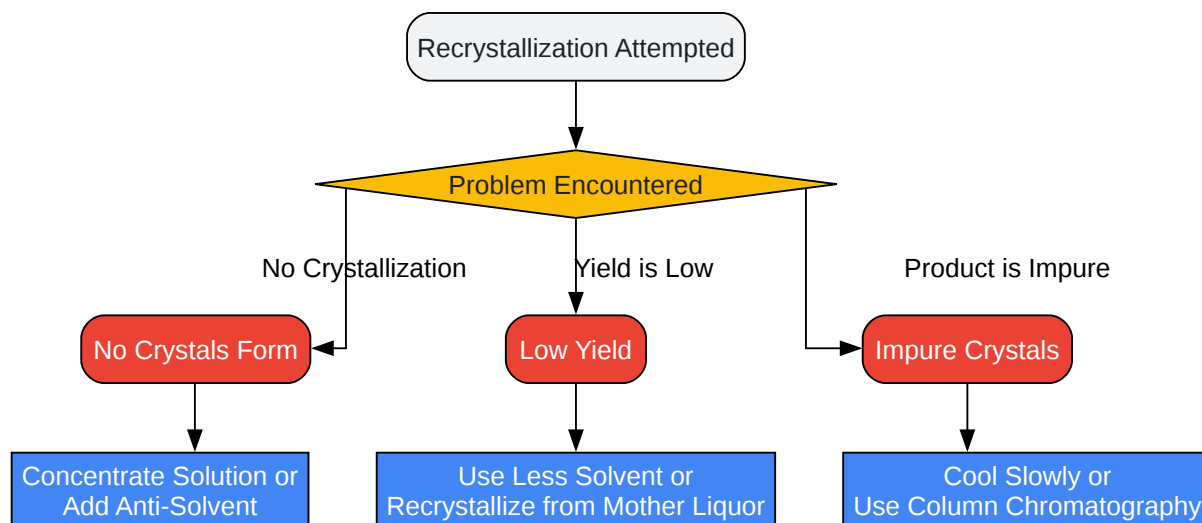 Recrystallization Attempted
Problem Encountered
No Crystallization
Yield is Low
Product is Impure
No Crystals Form
Low Yield
Impure Crystals
Concentrate Solution or
Add Anti-Solvent
Use Less Solvent or
Recrystallize from Mother Liquor
Cool Slowly or
Use Column Chromatography